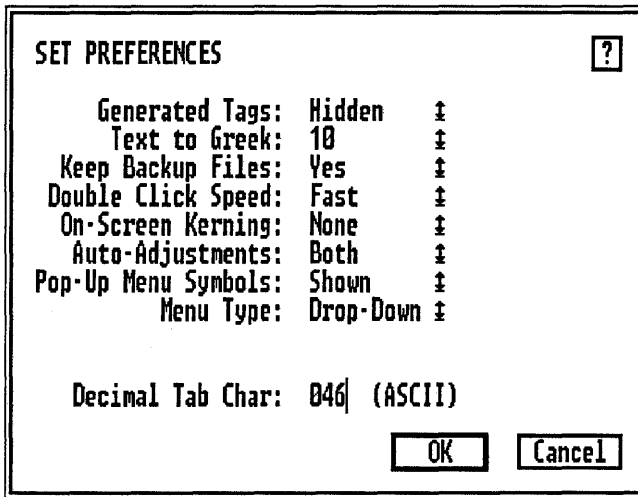 SET PREFERENCES ?
Generated Tags: Hidden ↕
Text to Greek: 10 ↕
Keep Backup Files: Yes ↕
Double Click Speed: Fast ↕
On-Screen Kerning: None ↕
Auto-Adjustments: Both ↕
Pop-Up Menu Symbols: Shown ↕
Menu Type: Drop-Down ↕
Decimal Tab Char: 046 (ASCII)
OK Cancel